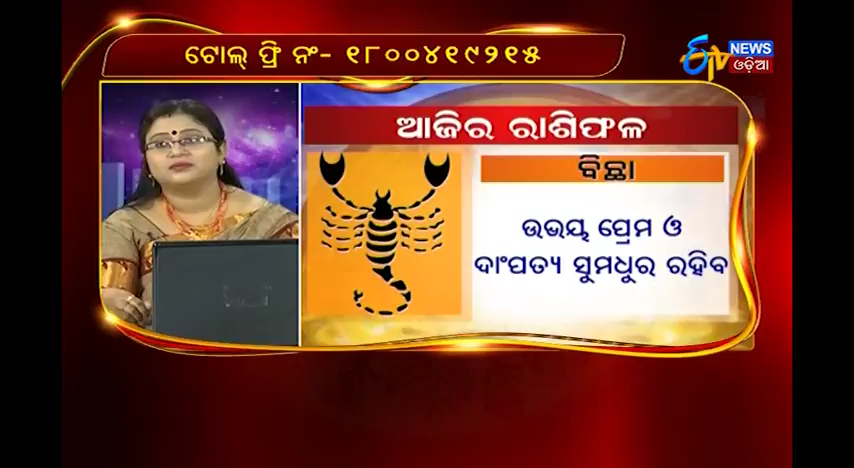 ଟୋଲ୍ ଫ୍ରି ନଂ- ୧୮୦୦୪୧୯୨୧୫
ETV NEWS
ଓଡ଼ିଆ
ଆଜିର ରାଶିଫଳ
ବିଛା
ଉଭୟ ପ୍ରେମ ଓ
ଦାଂପତ୍ୟ ସୁମଧୁର ରହିବ